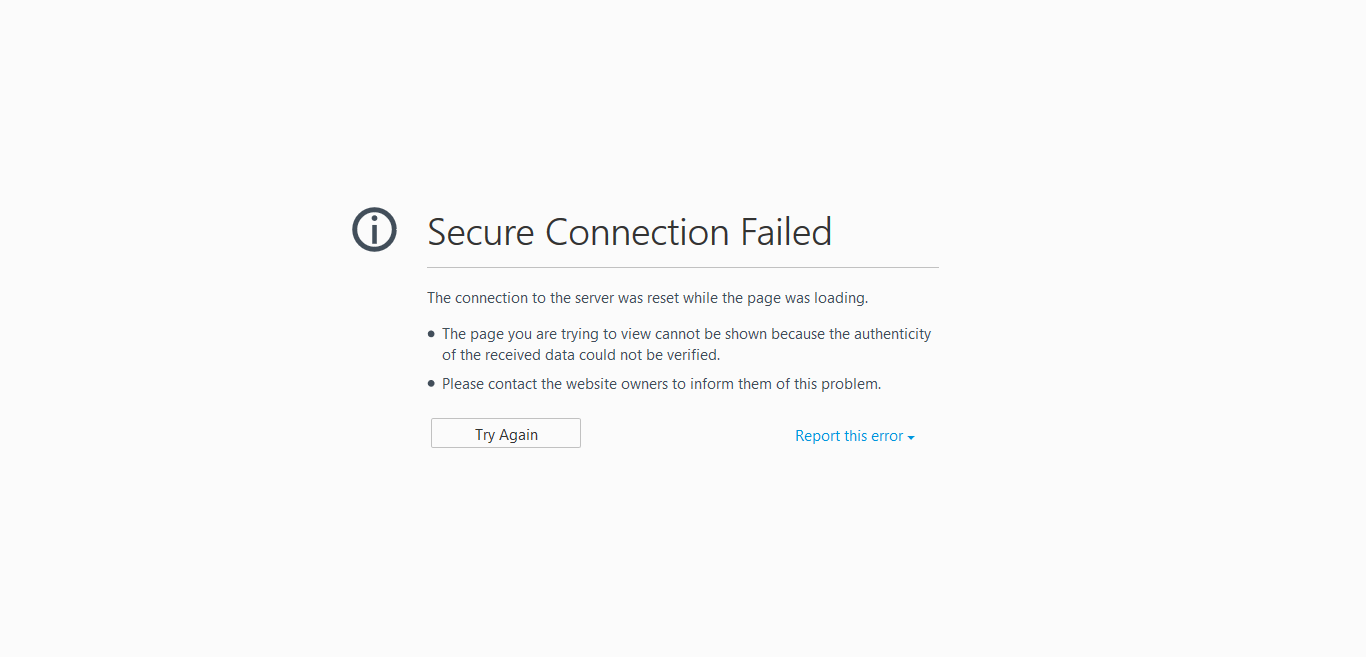 Secure Connection Failed
The connection to the server was reset while the page was loading.
The page you are trying to view cannot be shown because the authenticity
of the received data could not be verified.
Please contact the website owners to inform them of this problem.
Try Again
Report this error